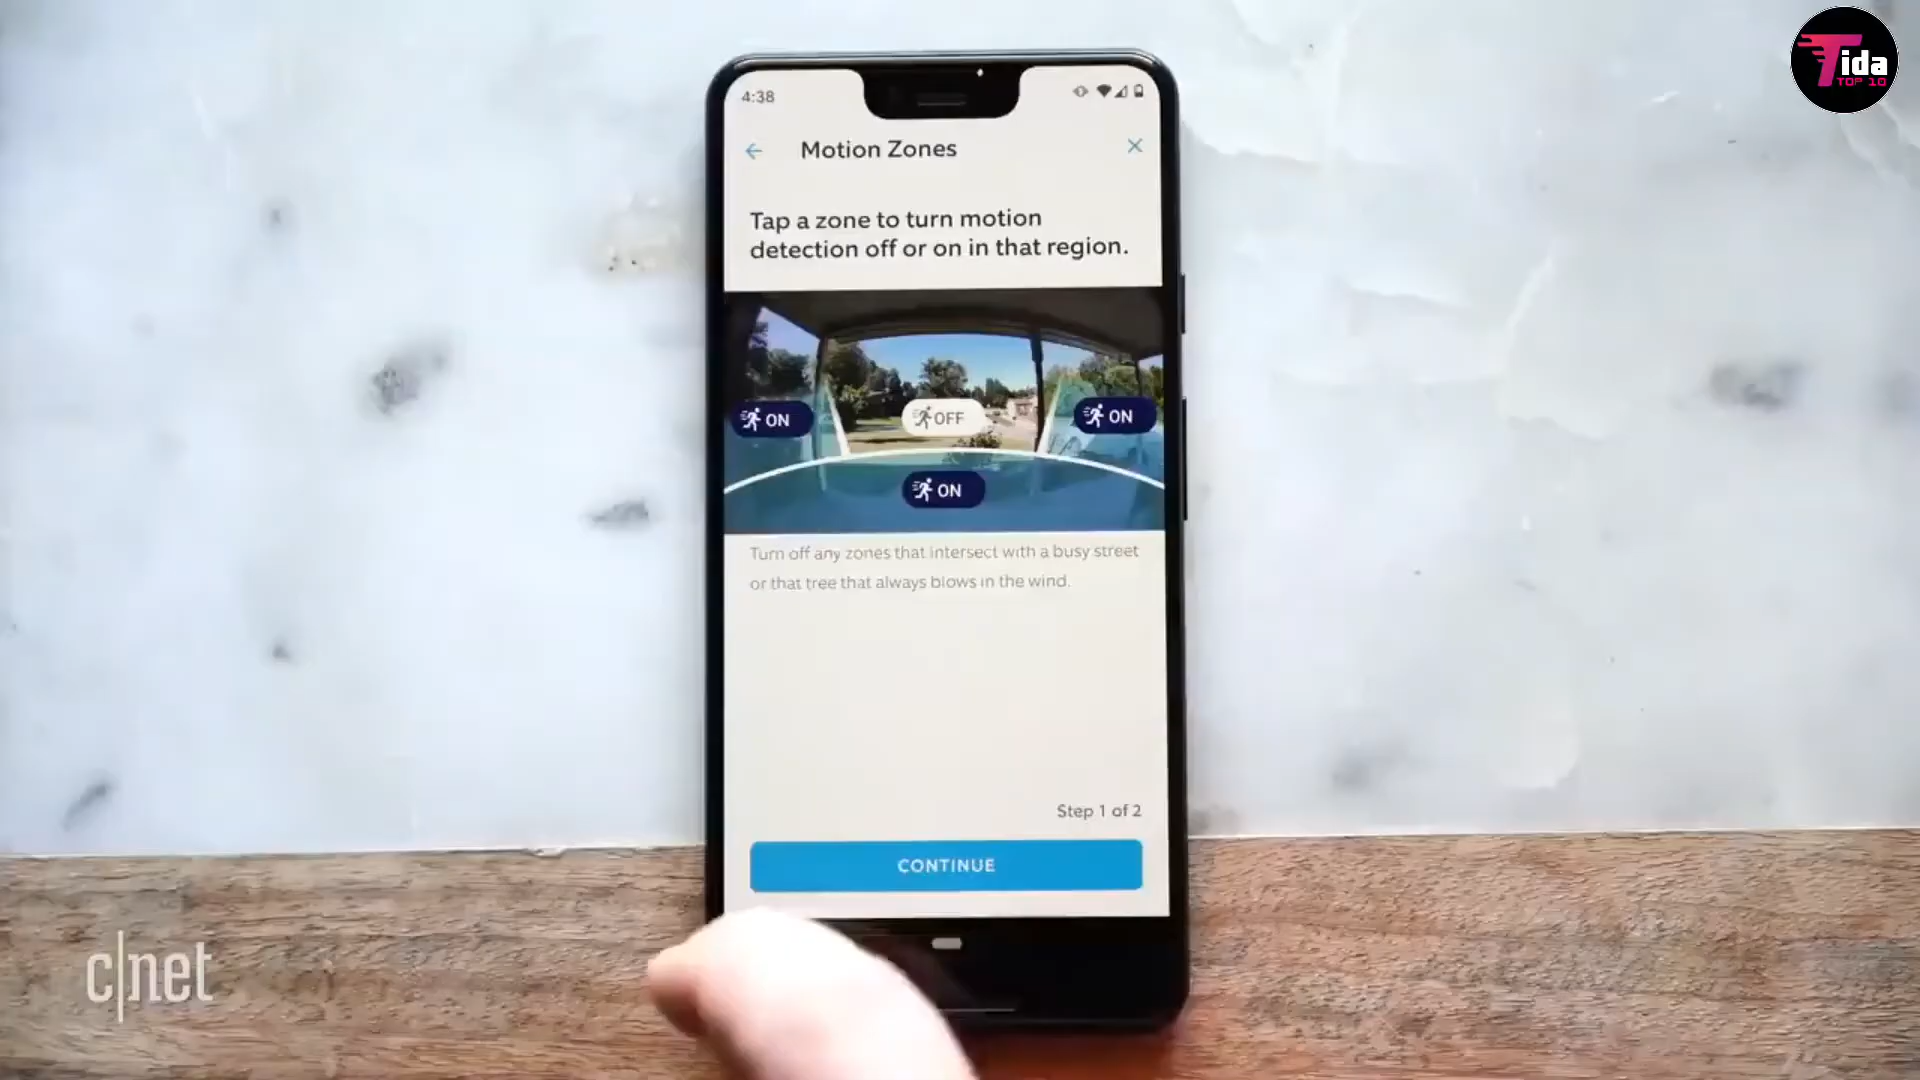 Tida
TOP 10
4:38
Motion Zones
Tap a zone to turn motion
detection off or on in that region.
ON
OFF
ON
ON
Turn off any zones that intersect with a busy street
or that tree that always blows in the wind.
Step 1 of 2
CONTINUE
c|net